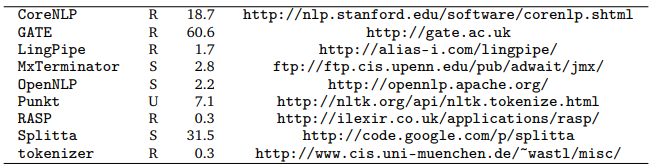 CoreNLP R 18.7 http://nlp.stanford.edu/software/corenlp.shtml
GATE R 60.6 http://gate.ac.uk
LingPipe R 1.7 http://alias-i.com/lingpipe/
MxTerminator S 2.8 ftp://ftp.cis.upenn.edu/pub/adwait/jmx/
OpenNLP S 2.2 http://opennlp.apache.org/
Punkt U 7.1 http://nltk.org/api/nltk.tokenize.html
RASP R 0.3 http://ilexir.co.uk/applications/rasp/
Splitta S 31.5 http://code.google.com/p/splitta
tokenizer R 0.3 http://www.cis.uni-muenchen.de/~wastl/misc/